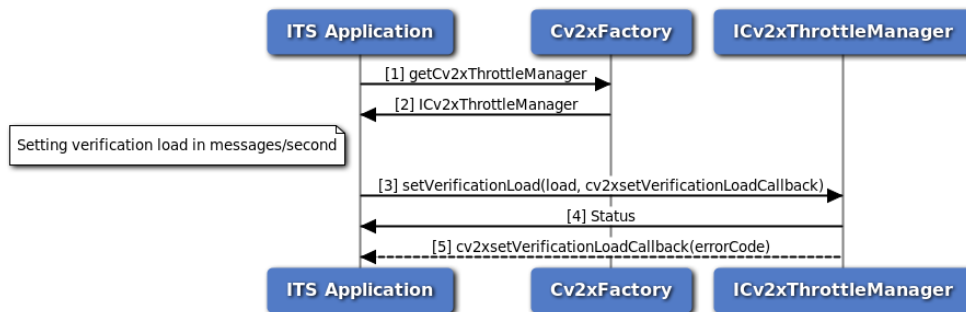 ITS Application
Cv2xFactory
ICv2xThrottleManager
[1] getCv2xThrottleManager
[2] ICv2xThrottleManager
Setting verification load in messages/second
[3] setVerificationLoad(load, cv2xsetVerificationLoadCallback)
[4] Status
[5] cv2xsetVerificationLoadCallback(errorCode)
ITS Application
Cv2xFactory
ICv2xThrottleManager